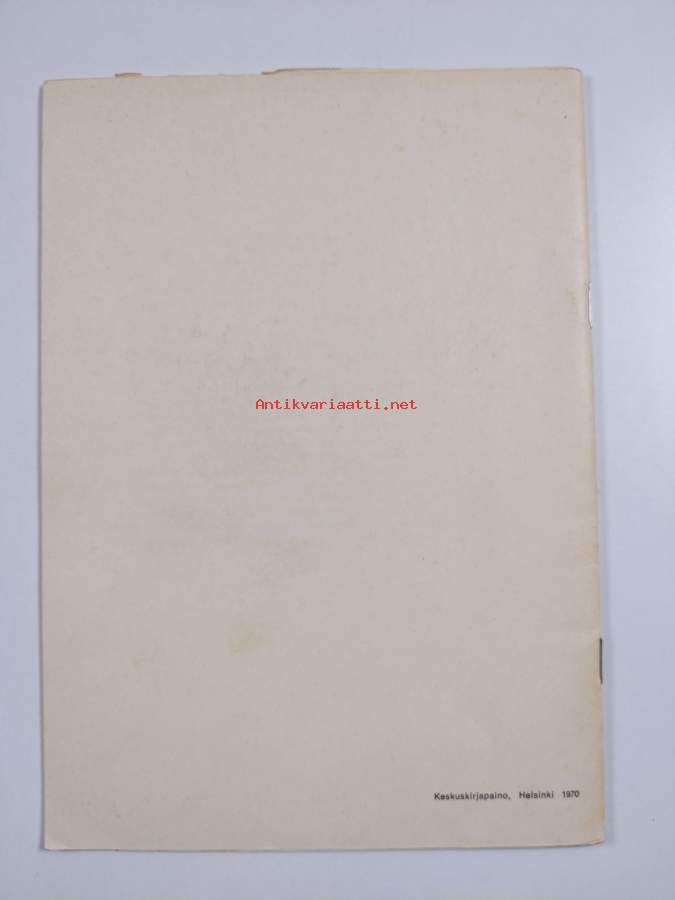 Antikvariaatti.net
Keskuskirjapaino, Helsinki 1970